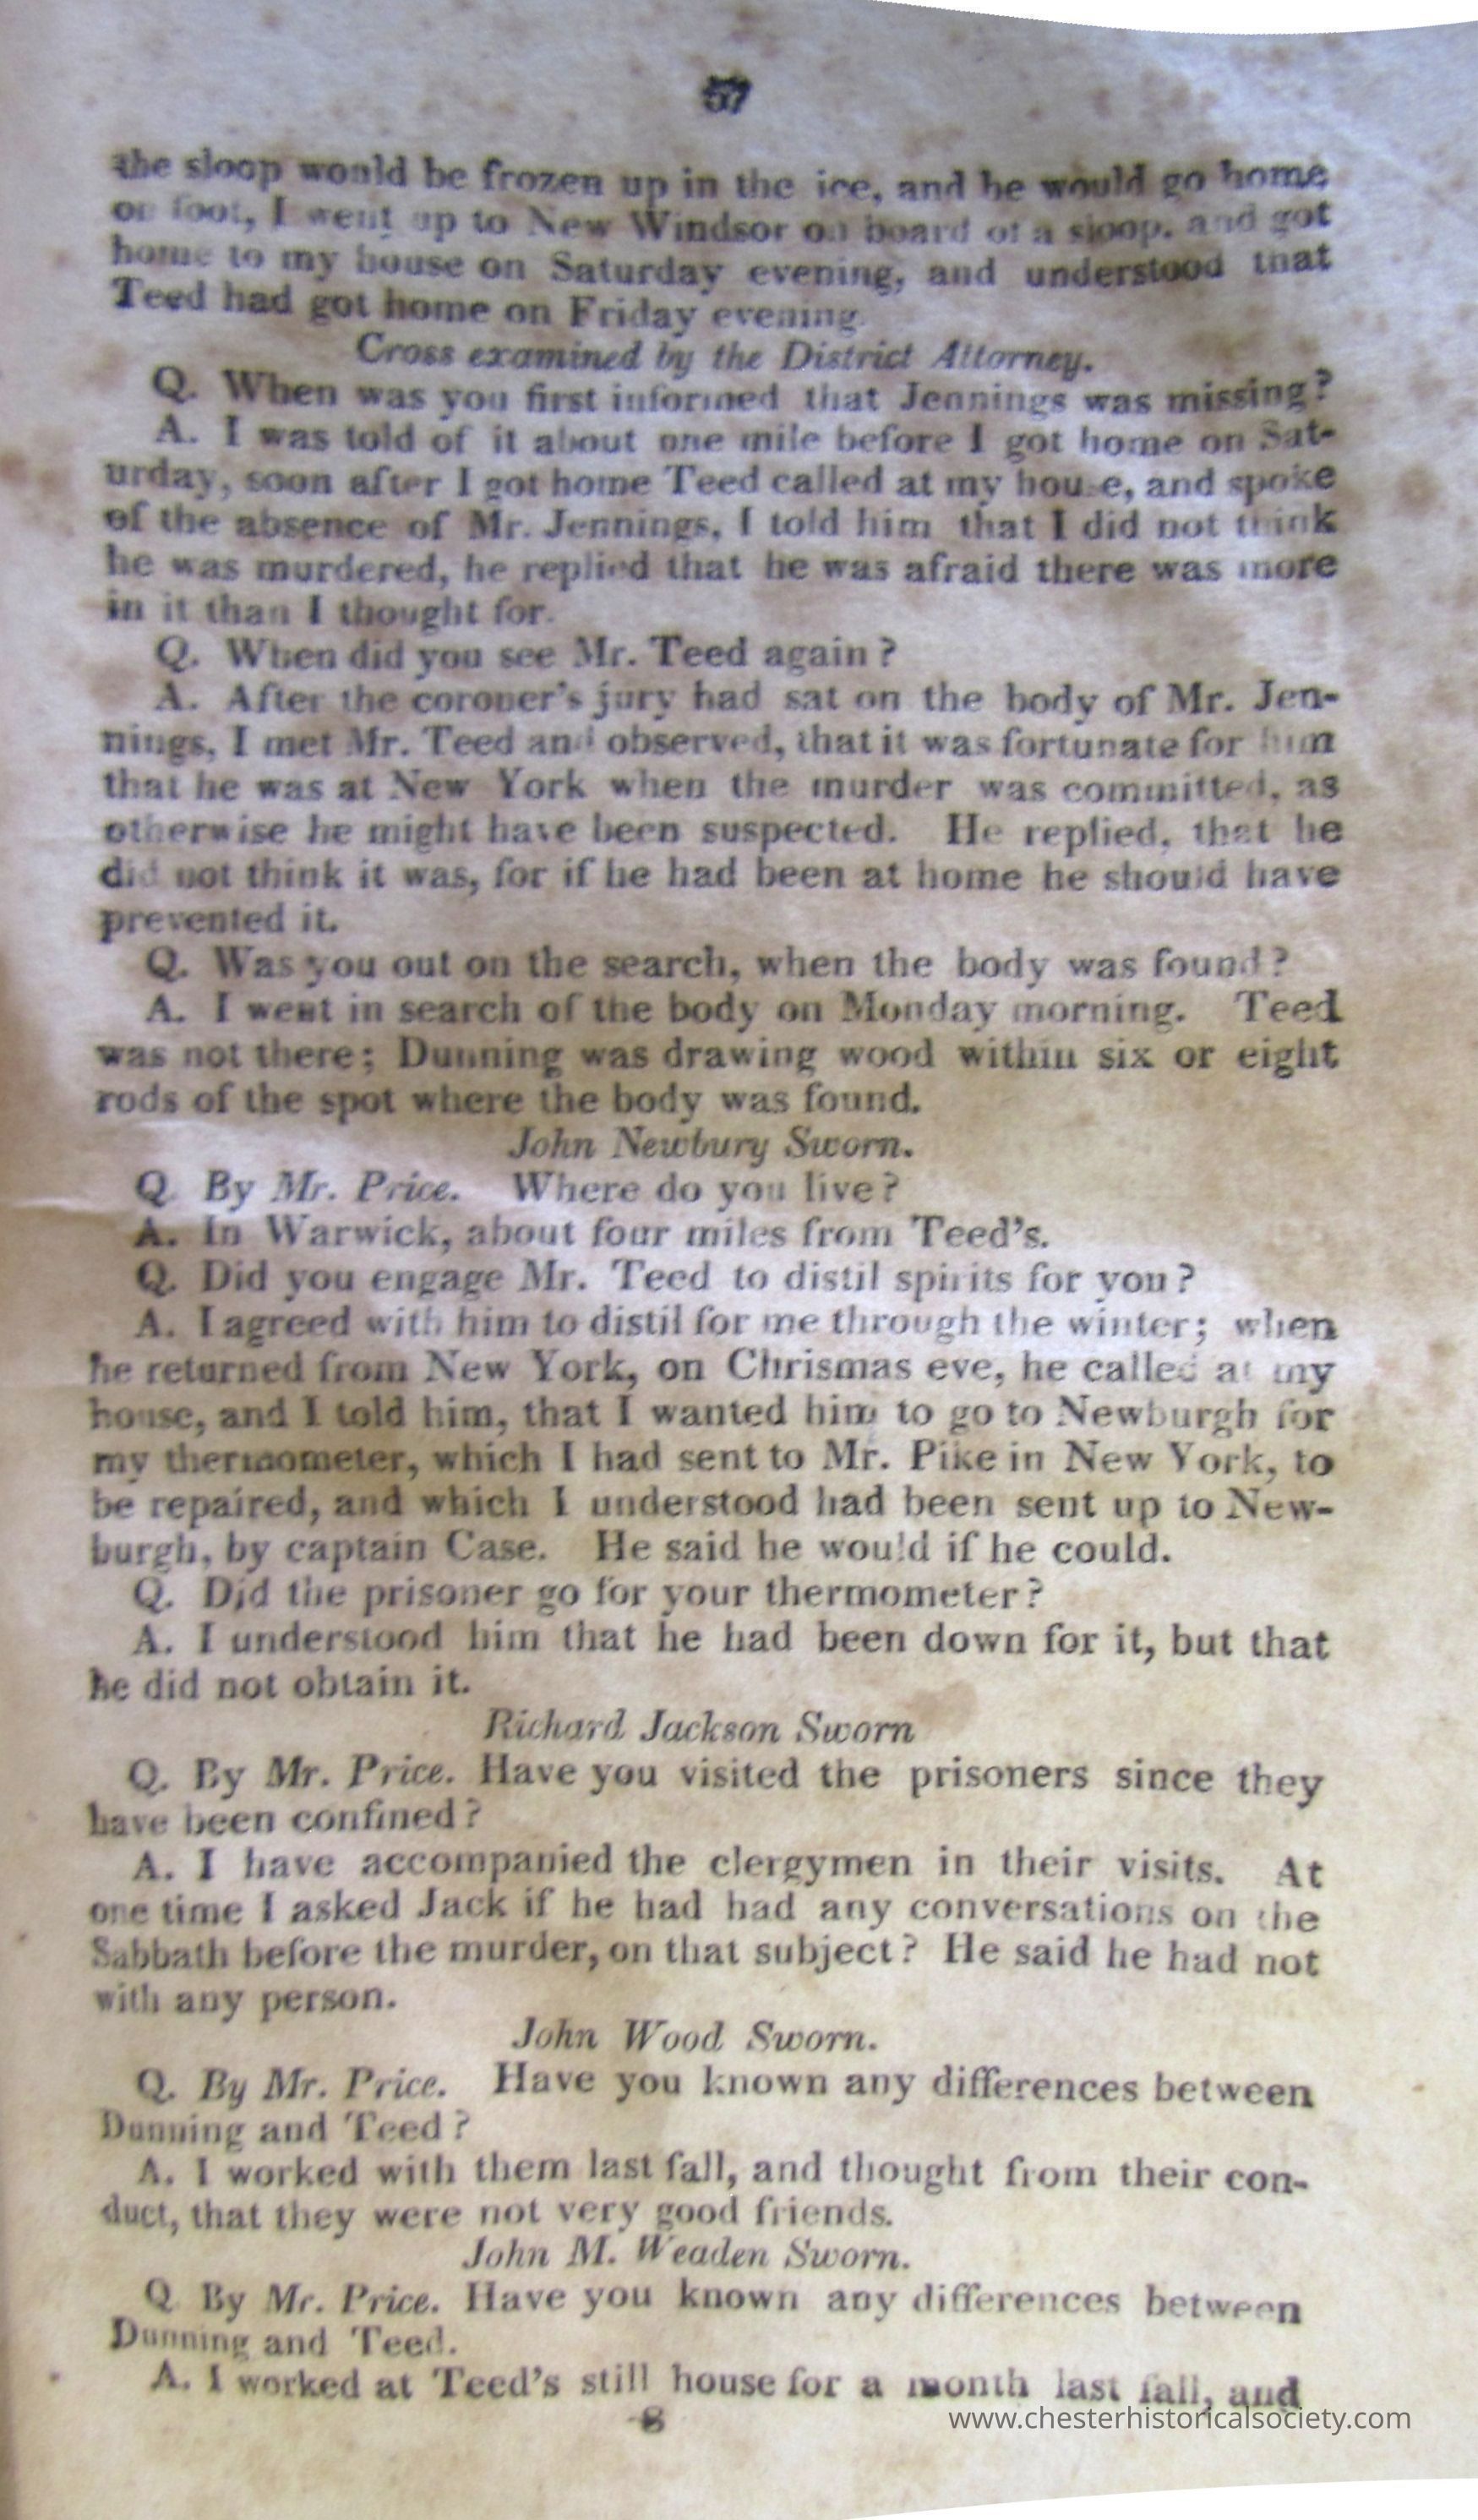 57
the sloop would be frozen up in the ice, and he would go home
on foot, I went up to New Windsor on board of a sloop, and got
home to my house on Saturday evening, and understood that
Teed had got home on Friday evening.
Cross examined by the District Attorney.
Q. When was you first informed that Jennings was missing?
A. I was told of it about one mile before I got home on Sat-
urday, soon after I got home Teed called at my house, and spoke
of the absence of Mr. Jennings, I told him that I did not think
he was murdered, he replied that he was afraid there was more
in it than I thought for.
Q. When did you see Mr. Teed again?
A. After the coroner's jury had sat on the body of Mr. Jen-
nings, I met Mr. Teed and observed, that it was fortunate for him
that he was at New York when the murder was committed, as
otherwise he might have been suspected. He replied, that he
did not think it was, for if he had been at home he should have
prevented it.
Q. Was you out on the search, when the body was found?
A. I went in search of the body on Monday morning. Teed
was not there; Dunning was drawing wood within six or eight
rods of the spot where the body was found.
John Newbury Sworn.
Q By Mr. Price. Where do you live?
A. In Warwick, about four miles from Teed's.
Q. Did you engage Mr. Teed to distil spirits for you?
A. I agreed with him to distil for me through the winter; when
he returned from New York, on Chrismas eve, he called at my
house, and I told him, that I wanted him to go to Newburgh for
my thermometer, which I had sent to Mr. Pike in New York, to
be repaired, and which I understood had been sent up to New-
burgh, by captain Case. He said he would if he could.
Q. Did the prisoner go for your thermometer?
A. I understood him that he had been down for it, but that
he did not obtain it.
Richard Jackson Sworn
Q. By Mr. Price. Have you visited the prisoners since they
have been confined?
A. I have accompanied the clergymen in their visits. At
one time I asked Jack if he had had any conversations on the
Sabbath before the murder, on that subject? He said he had not
with any person.
John Wood Sworn.
Q. By Mr. Price. Have you known any differences between
Dunning and Teed?
A. I worked with them last fall, and thought from their con-
duct, that they were not very good friends.
John M. Weaden Sworn.
Q By Mr. Price. Have you known any differences between
Dunning and Teed.
A. I worked at Teed's still house for a month last fall, and
8
www.chesterhistoricalsociety.com